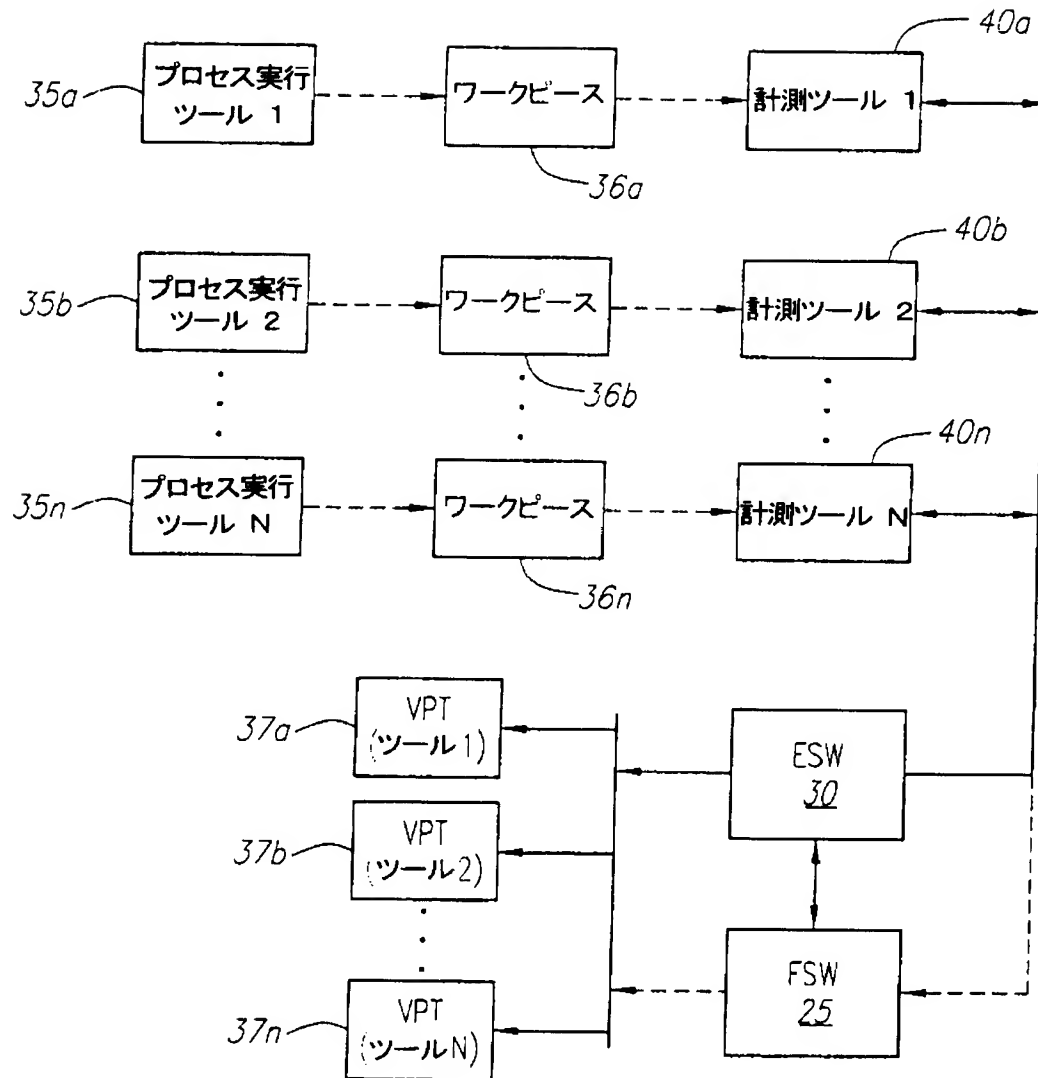 40a
35a
プロセス実行
ツール 1
ワークピース
計測ツール 1
36a
40b
35b
プロセス実行
ツール 2
ワークピース
計測ツール 2
36b
40n
35n
プロセス実行
ツール N
ワークピース
計測ツール N
36n
37a
VPT
(ツール1)
ESW
30
37b
VPT
(ツール2)
FSW
25
37n
VPT
(ツールN)